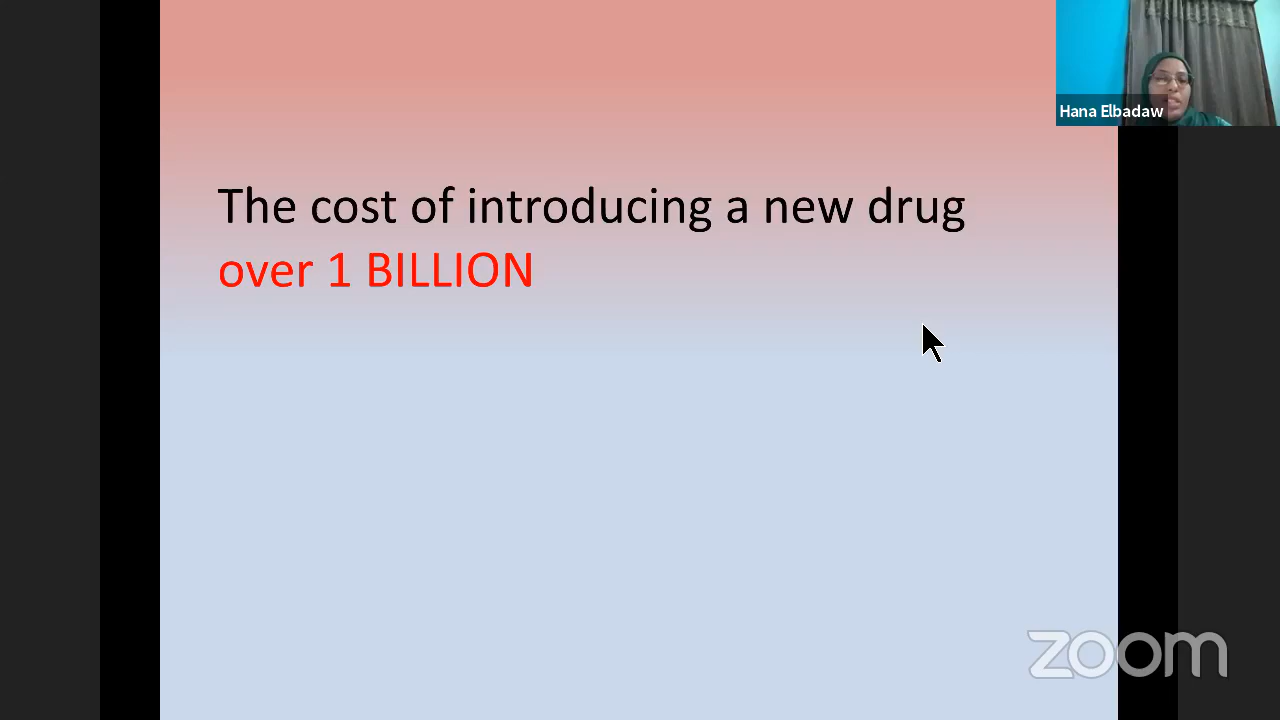 Hana Elbadaw
The cost of introducing a new drug
over 1 BILLION
zoom